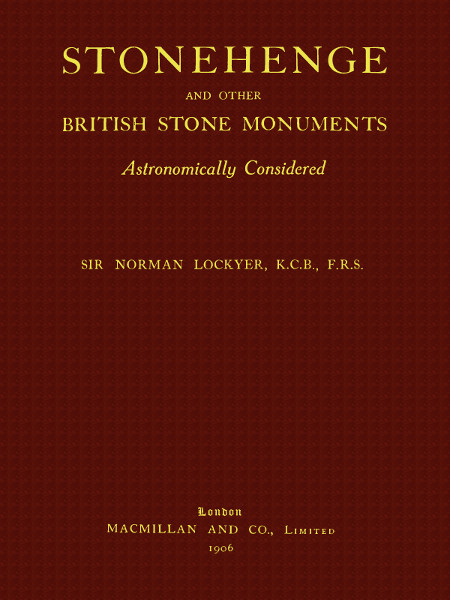 STONEHENGE
AND OTHER
BRITISH STONE MONUMENTS
Astronomically Considered
SIR NORMAN LOCKYER, K.C.B., F.R.S.
London
MACMILLAN AND CO., LIMITED
1906